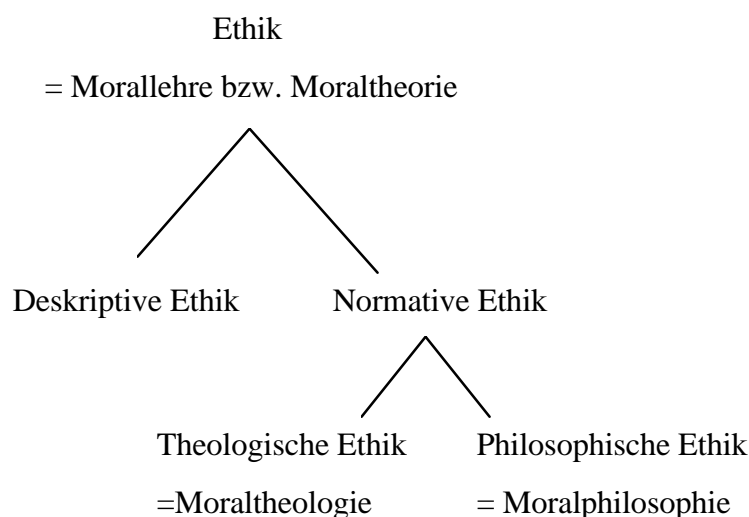 Ethik
= Morallehre bzw. Moraltheorie
Deskriptive Ethik Normative Ethik
Theologische Ethik Philosophische Ethik
=Moraltheologie = Moralphilosophie